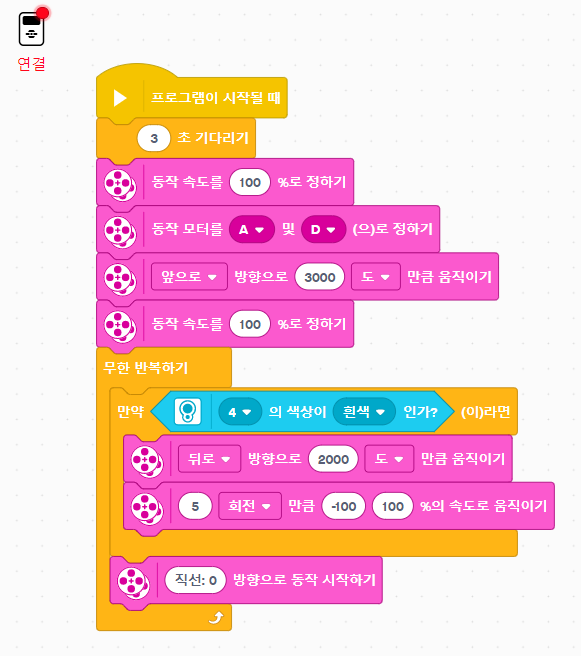 연결
프로그램이 시작될 때
3 초 기다리기
동작 속도를 100 %로 정하기
동작 모터를 A 및 D (으)로 정하기
앞으로 방향으로 3000 도 만큼 움직이기
동작 속도를 100 %로 정하기
무한 반복하기
만약 4 의 색상이 흰색 인가? (이)라면
뒤로 방향으로 2000 도 만큼 움직이기
5 회전 만큼 -100 100 %의 속도로 움직이기
직선: 0 방향으로 동작 시작하기